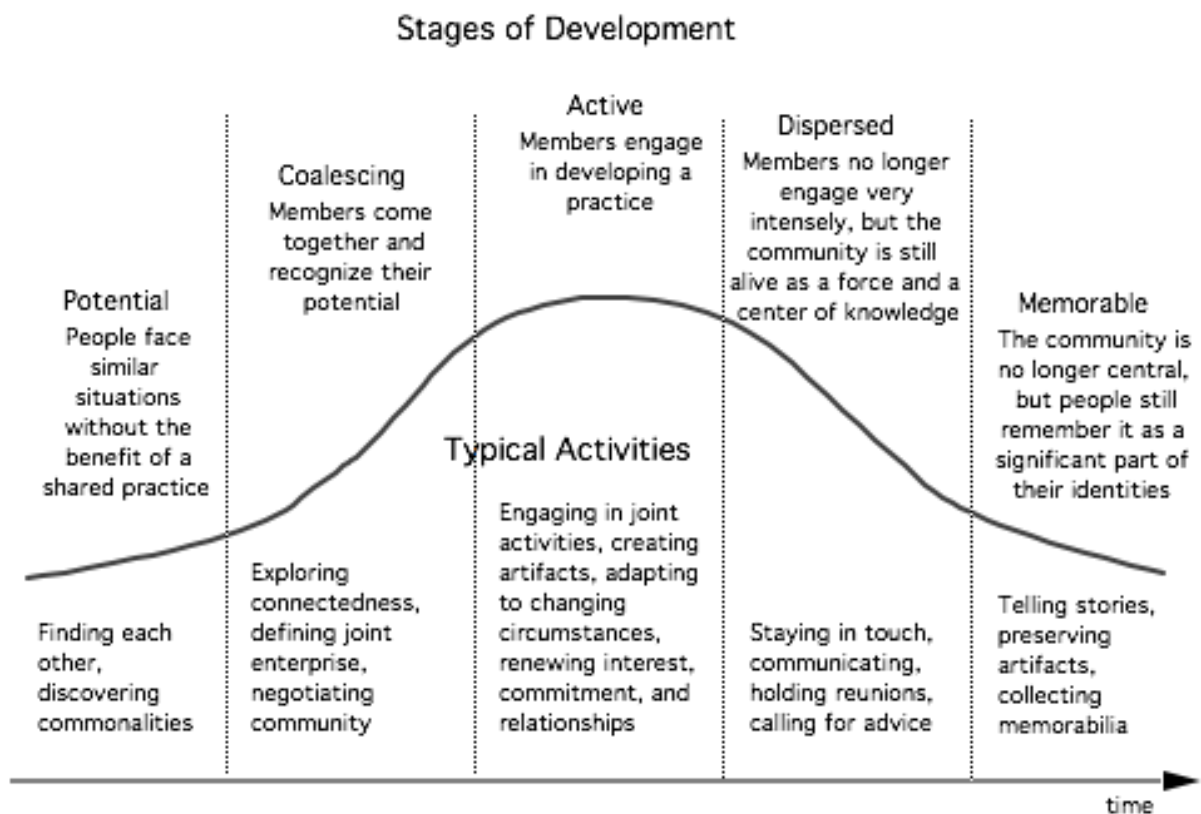 Stages of Development
Potential
People face
similar
situations
without the
benefit of a
shared practice
Coalescing
Members come
together and
recognize their
potential
Active
Members engage
in developing a
practice
Dispersed
Members no longer
engage very
intensely, but the
community is still
alive as a force and a
center of knowledge
Memorable
The community is
no longer central,
but people still
remember it as a
significant part of
their identities
Typical Activities
Finding each
other,
discovering
commonalities
Exploring
connectedness,
defining joint
enterprise,
negotiating
community
Engaging in joint
activities, creating
artifacts, adapting
to changing
circumstances,
renewing interest,
commitment, and
relationships
Staying in touch,
communicating,
holding reunions,
calling for advice
Telling stories,
preserving
artifacts,
collecting
memorabilia
time